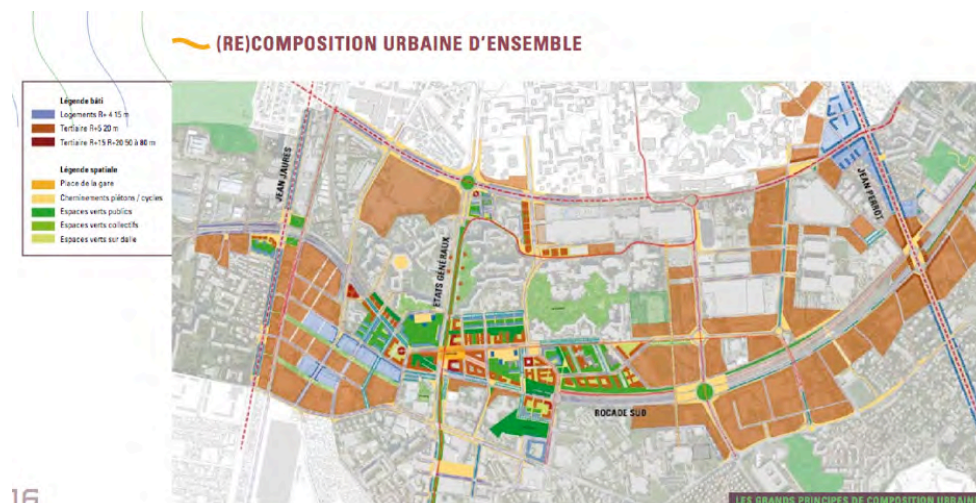 (RE)COMPOSITION URBAINE D'ENSEMBLE
Légende bâti
Logements R+ 4 15 m
Tertiaire R+5 20 m
Tertiaire R+15 R+20 50 à 80 m
Légende spatiale
Place de la gare
Cheminements piétons / cycles
Espaces verts publics
Espaces verts collectifs
Espaces verts sur dalle
JEAN JAURES
ETATS GÉNÉRAUX
JEAN PERROT
ROCADE SUD
16
LES GRANDS PRINCIPES DE COMPOSITION URBAINE